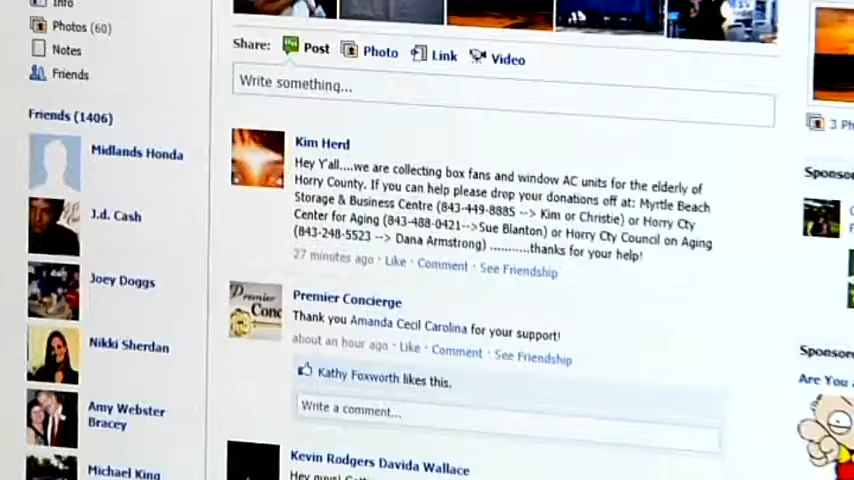 Info
Photos (60)
Notes
Friends
Friends (1406)
Midlands Honda
J.d. Cash
Joey Doggs
Nikki Sherdan
Amy Webster
Bracey
Michael King
Share: Post Photo Link Video
Write something...
Kim Herd
Hey Y'all....we are collecting box fans and window AC units for the elderly of
Horry County. If you can help please drop your donations off at: Myrtle Beach
Storage & Business Centre (843-449-8885 --> Kim or Christie) or Horry Cty
Center for Aging (843-488-0421-->Sue Blanton) or Horry Cty Council on Aging
(843-248-5523 --> Dana Armstrong) ...........thanks for your help!
27 minutes ago · Like · Comment · See Friendship
Premier
Conc
Premier Concierge
Thank you Amanda Cecil Carolina for your support!
about an hour ago · Like · Comment · See Friendship
Kathy Foxworth likes this.
Write a comment...
Kevin Rodgers Davida Wallace
Hey guys!
3 Ph
Sponsor
Sponsor
Are You